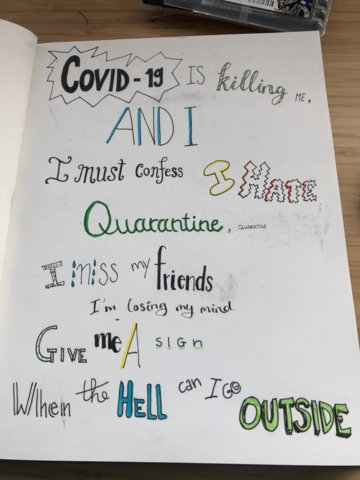 COVID-19 IS killing ME,
AND I
I must confess I HATE
Quarantine, QUARANTINE
I miss my friends
I'm losing my mind
GIVE me A sign
When the HELL can I GO OUTSIDE